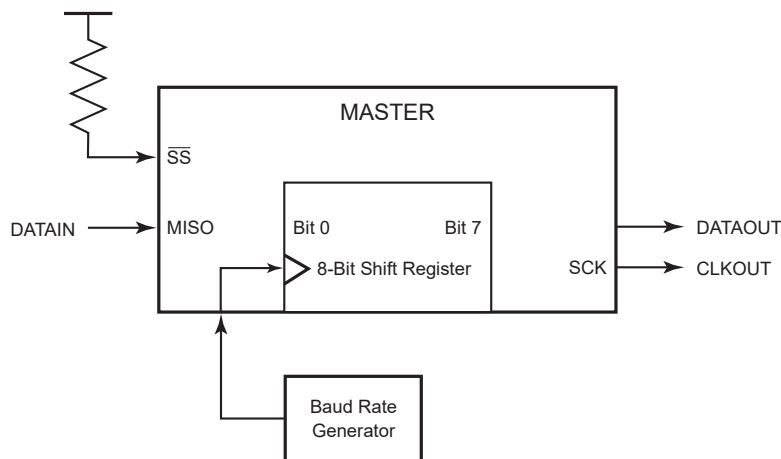 MASTER
SS
DATAIN
MISO
Bit 0
Bit 7
DATAOUT
8-Bit Shift Register
SCK
CLKOUT
Baud Rate
Generator